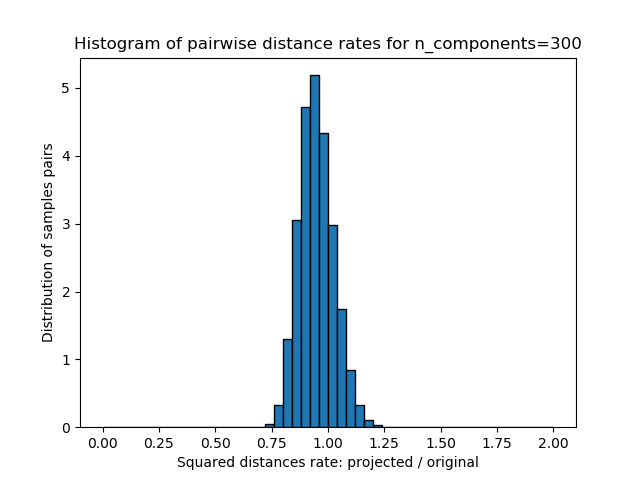 Histogram of pairwise distance rates for n_components=300
Distribution of samples pairs
5
4
3
2
1
0
0.00 0.25 0.50 0.75 1.00 1.25 1.50 1.75 2.00
Squared distances rate: projected / original